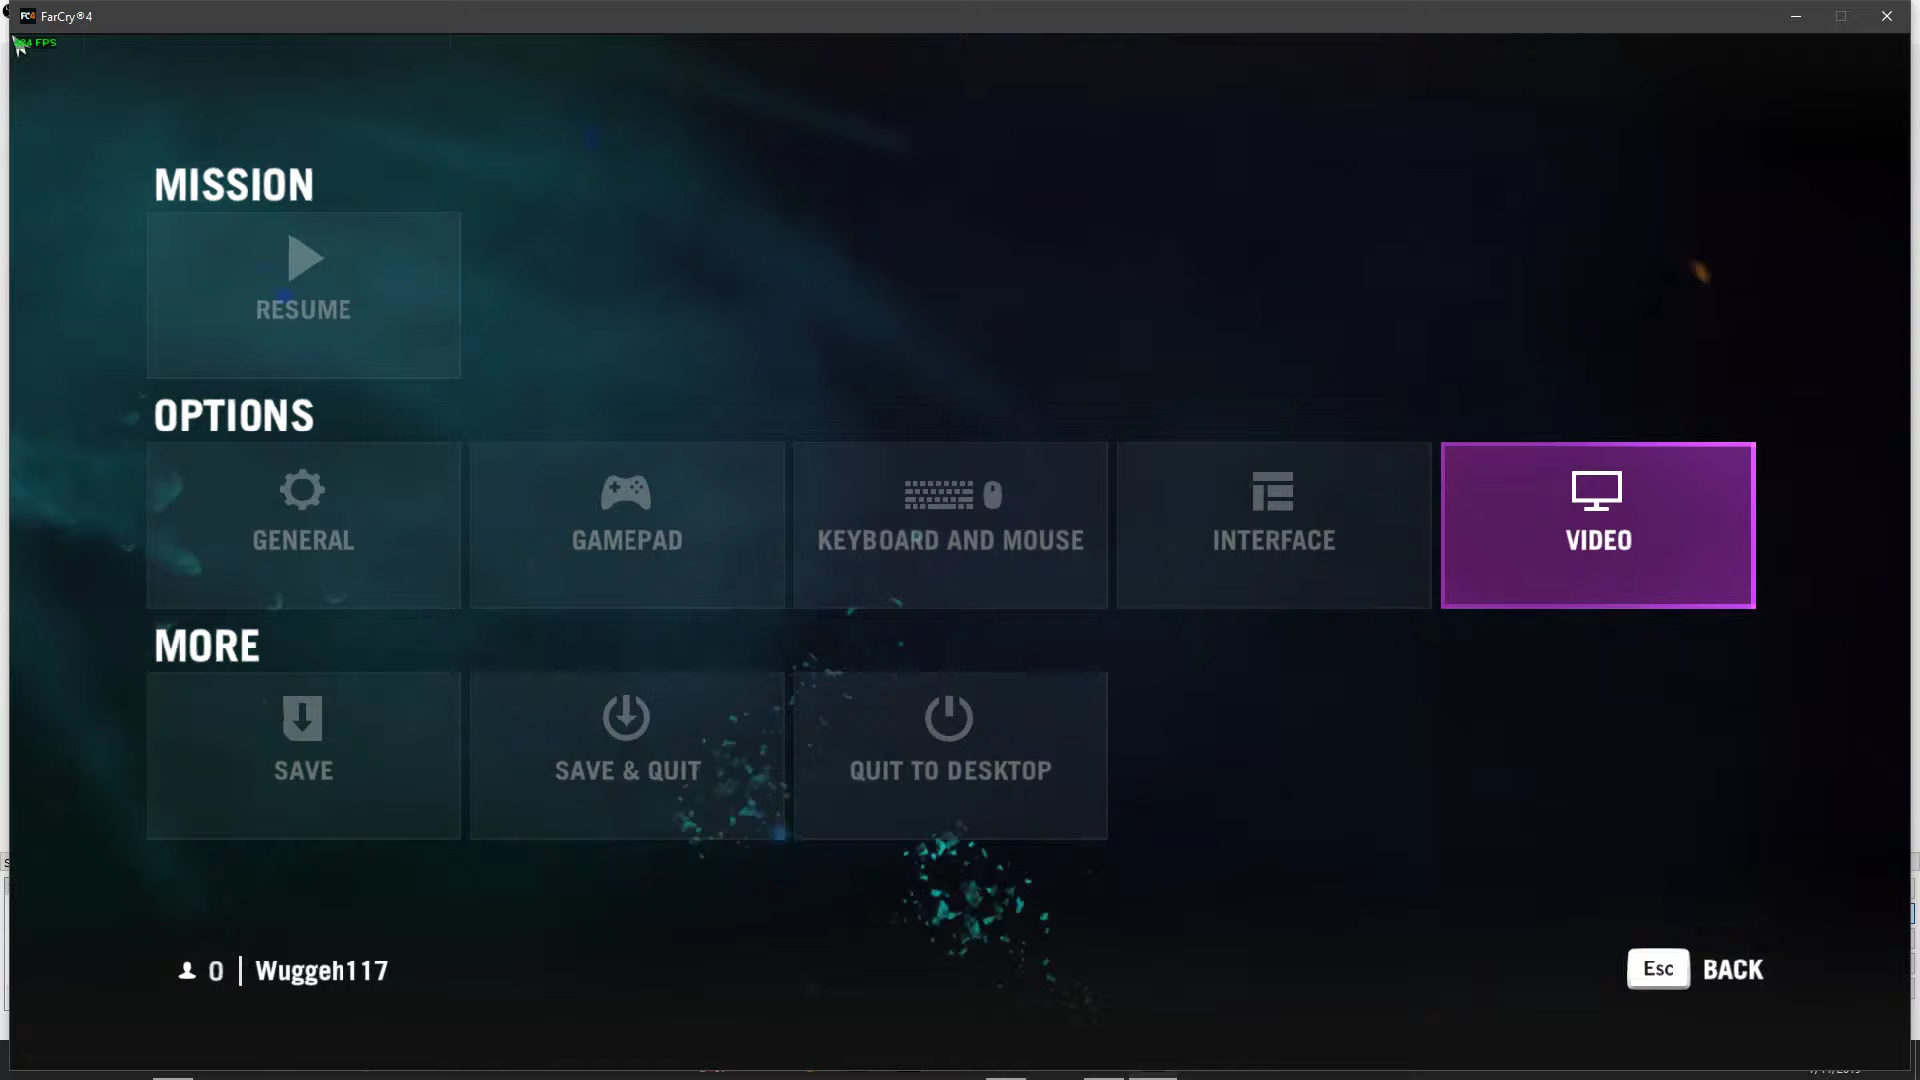 FarCry®4
FPS
MISSION
RESUME
OPTIONS
GENERAL
GAMEPAD
KEYBOARD AND MOUSE
INTERFACE
VIDEO
MORE
SAVE
SAVE & QUIT
QUIT TO DESKTOP
0 | Wuggeh117
Esc BACK